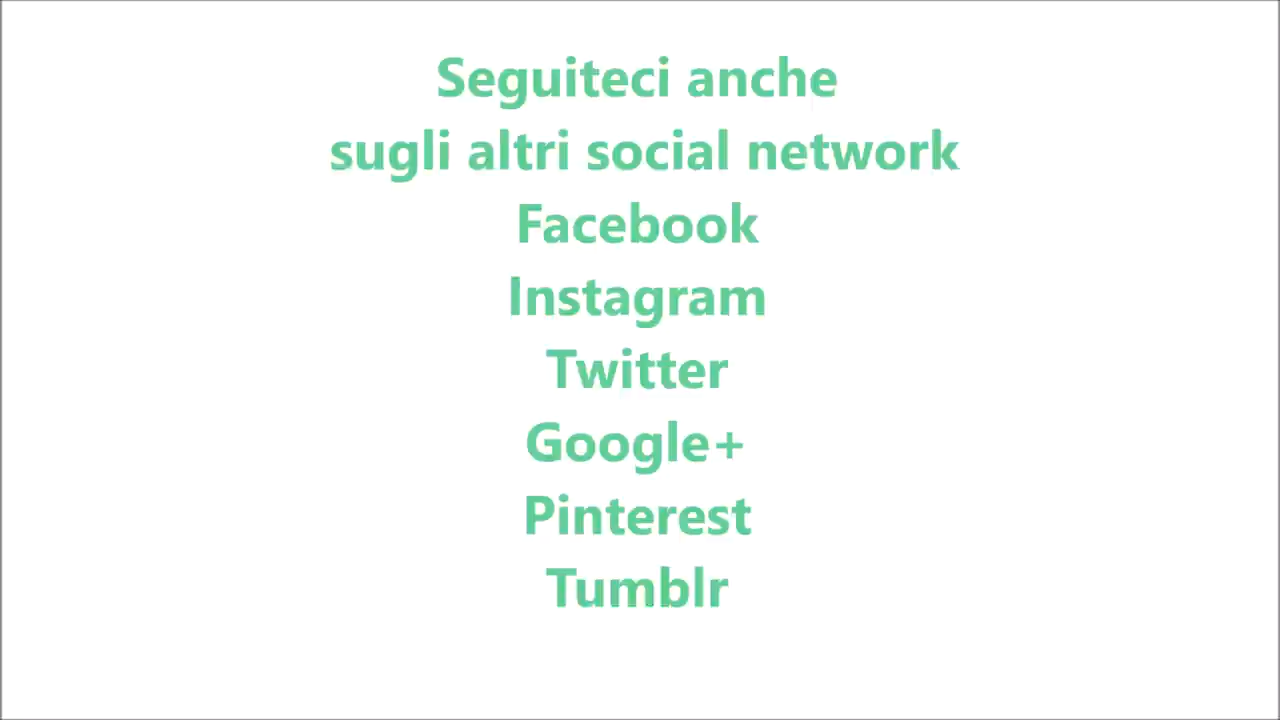 Seguiteci anche
sugli altri social network
Facebook
Instagram
Twitter
Google+
Pinterest
Tumblr